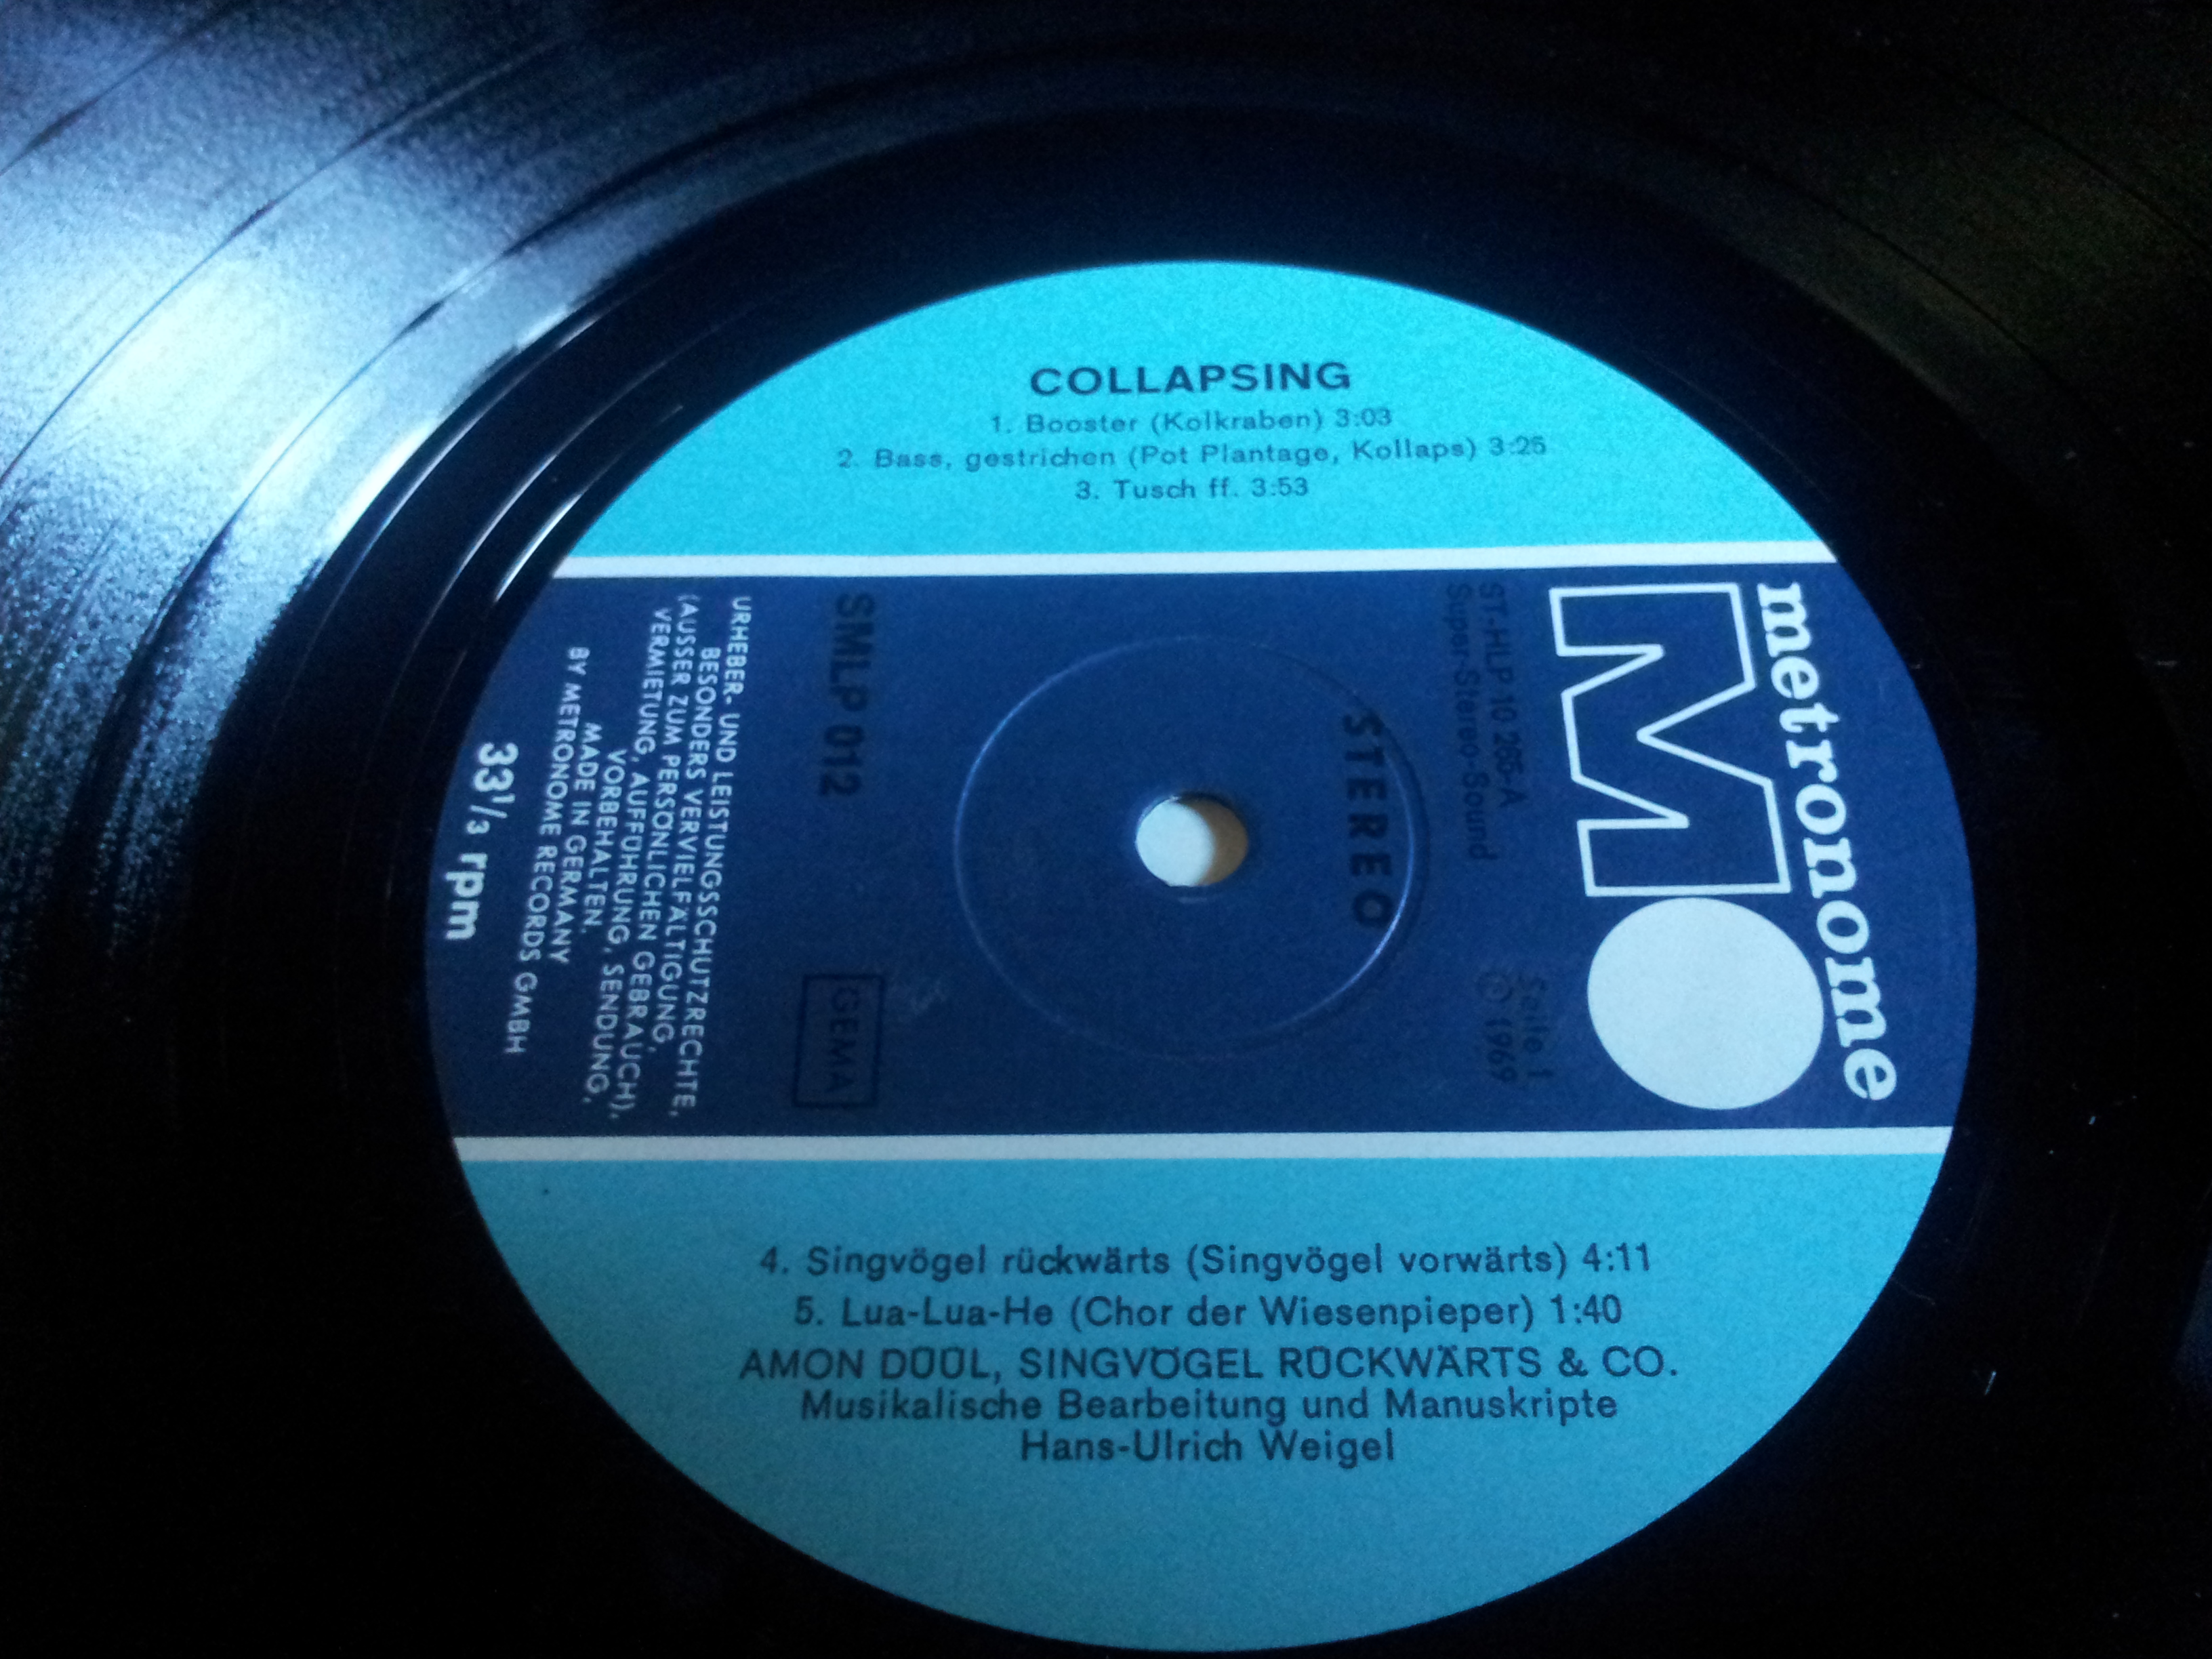 COLLAPSING
1. Booster (Kolkraben) 3:03
2. Bass, gestrichen (Pot Plantage, Kollaps) 3:25
3. Tusch ff. 3:53
metronome
M
ST-HLP 10 265-A
Super-Stereo-Sound
Seite 1
℗ 1969
STEREO
SMLP 012
GEMA
URHEBER- UND LEISTUNGSSCHUTZRECHTE,
BESONDERS VERVIELFÄLTIGUNG
(AUSSER ZUM PERSÖNLICHEN GEBRAUCH),
VERMIETUNG, AUFFÜHRUNG, SENDUNG,
VORBEHALTEN.
MADE IN GERMANY
BY METRONOME RECORDS GMBH
33⅓ rpm
4. Singvögel rückwärts (Singvögel vorwärts) 4:11
5. Lua-Lua-He (Chor der Wiesenpieper) 1:40
AMON DÜÜL, SINGVÖGEL RÜCKWÄRTS & CO.
Musikalische Bearbeitung und Manuskripte
Hans-Ulrich Weigel